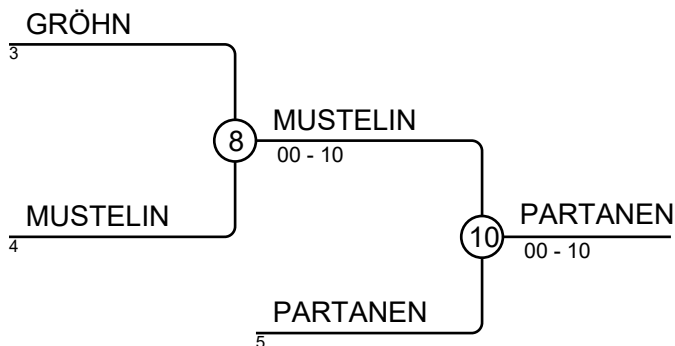 GRÖHN
3
8
MUSTELIN
00 - 10
MUSTELIN
4
10
PARTANEN
00 - 10
PARTANEN
5